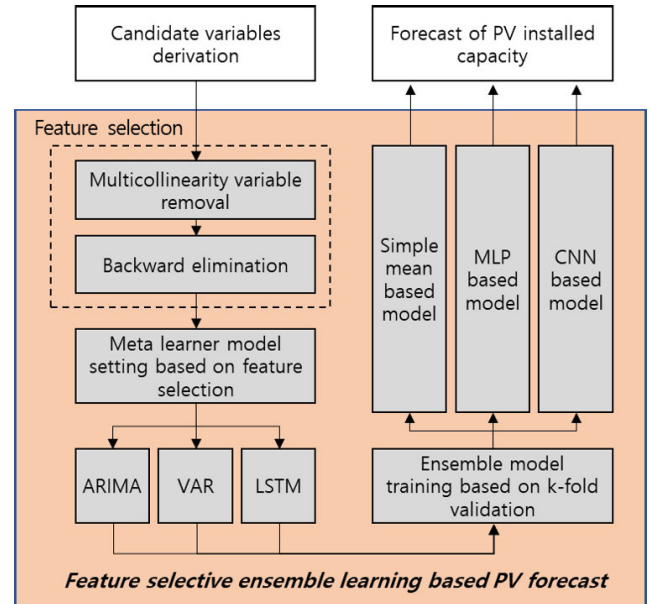 Candidate variables
derivation
Forecast of PV installed
capacity
Feature selection
Multicollinearity variable
removal
Backward elimination
Meta learner model
setting based on feature
selection
ARIMA
VAR
LSTM
Simple
mean
based
model
MLP
based
model
CNN
based
model
Ensemble model
training based on k-fold
validation
Feature selective ensemble learning based PV forecast